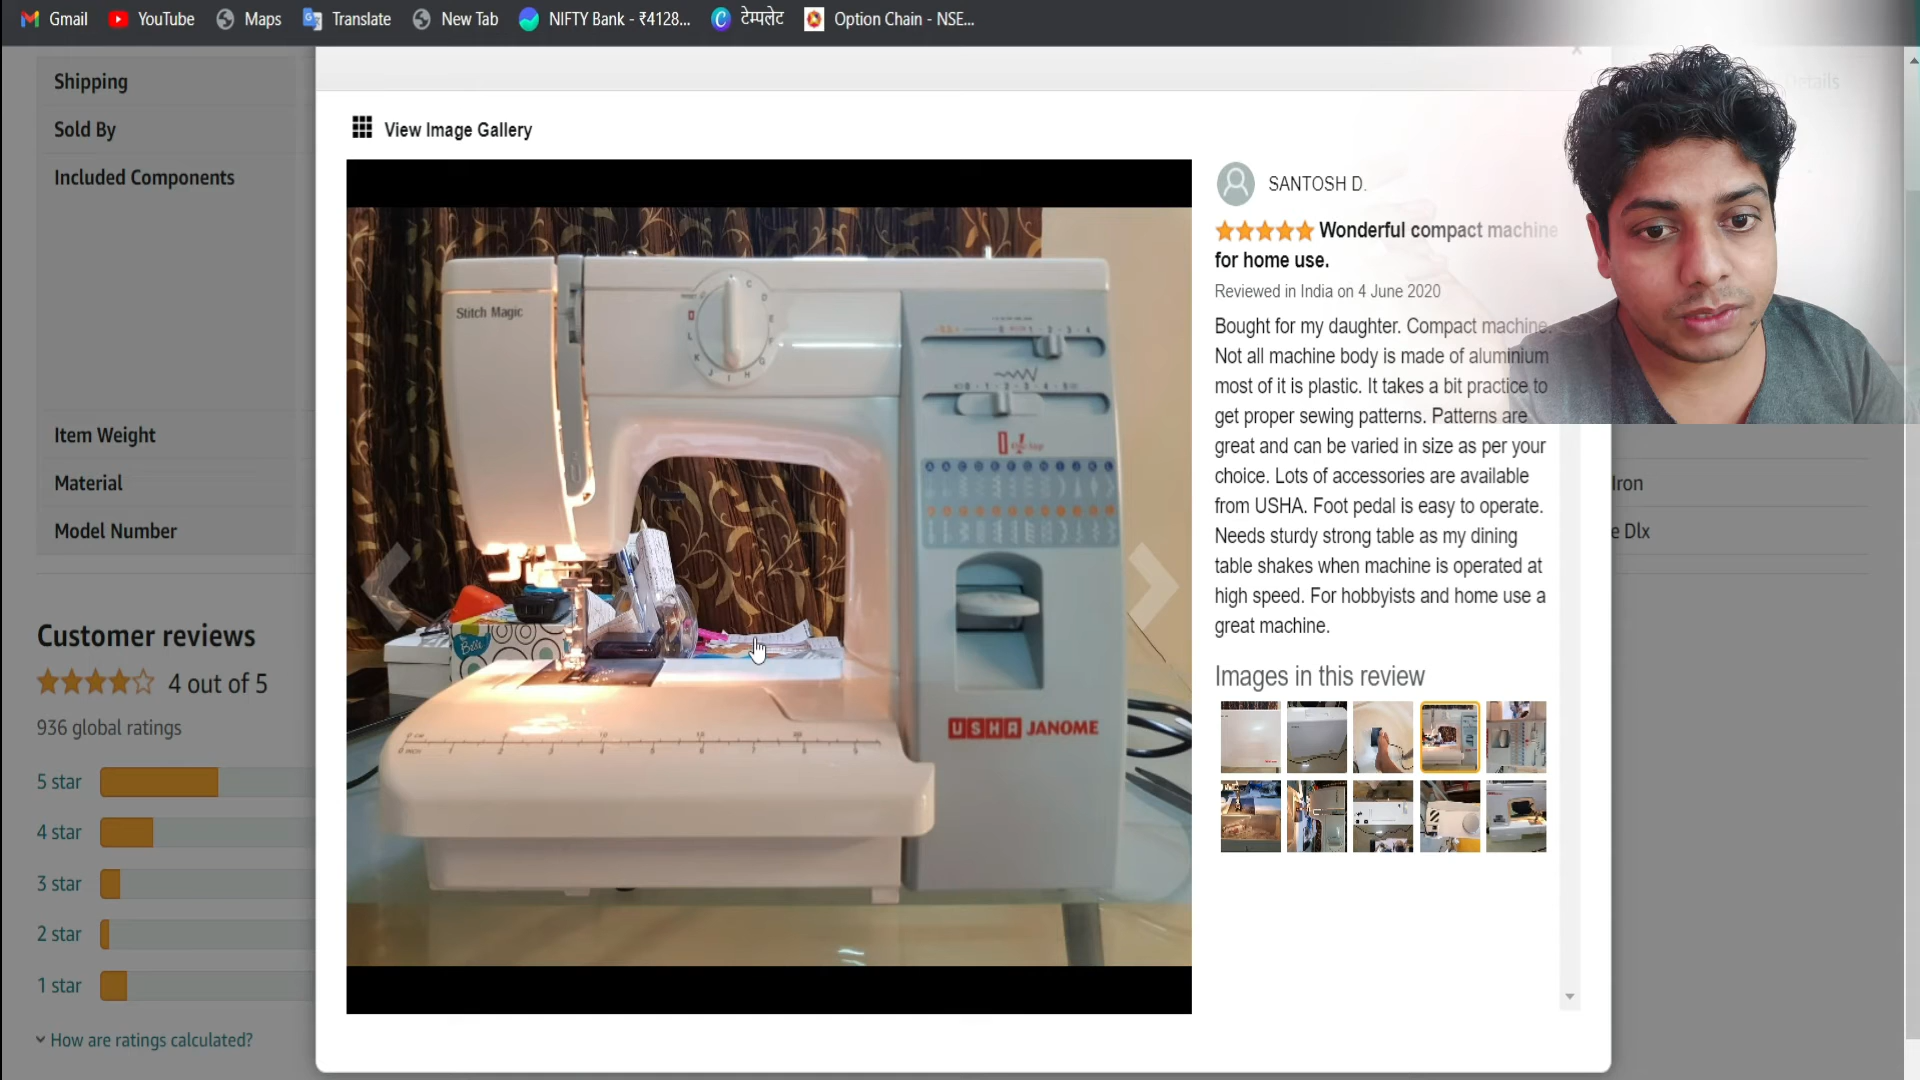 Gmail
YouTube
Maps
Translate
New Tab
NIFTY Bank - ₹4128...
टेम्पलेट
Option Chain - NSE...
Shipping
Sold By
Included Components
Item Weight
Material
Model Number
Customer reviews
4 out of 5
936 global ratings
5 star
4 star
3 star
2 star
1 star
How are ratings calculated?
View Image Gallery
Stitch Magic
USHA JANOME
SANTOSH D.
Wonderful compact machine
for home use.
Reviewed in India on 4 June 2020
Bought for my daughter. Compact machine.
Not all machine body is made of aluminium
most of it is plastic. It takes a bit practice to
get proper sewing patterns. Patterns are
great and can be varied in size as per your
choice. Lots of accessories are available
from USHA. Foot pedal is easy to operate.
Needs sturdy strong table as my dining
table shakes when machine is operated at
high speed. For hobbyists and home use a
great machine.
Images in this review
Details
Iron
e Dlx